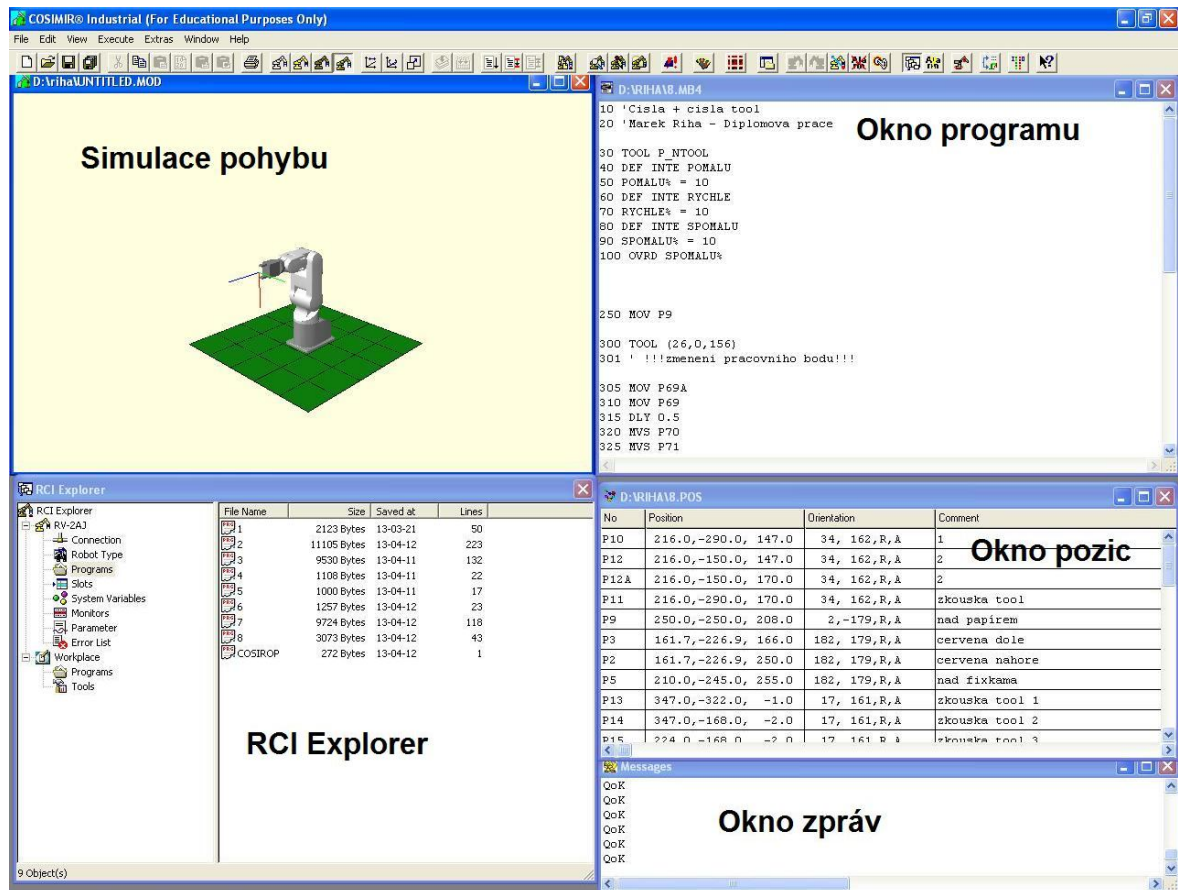 COSIMIR® Industrial (For Educational Purposes Only)
File Edit View Execute Extras Window Help
D:\riha\UNTITLED.MOD
Simulace pohybu
D:\RIHA\8.MB4
Okno programu
10 'Cisla + cisla tool
20 'Marek Riha - Diplomova prace
30 TOOL P_NTOOL
40 DEF INTE POMALU
50 POMALU% = 10
60 DEF INTE RYCHLE
70 RYCHLE% = 10
80 DEF INTE SPOMALU
90 SPOMALU% = 10
100 OVRD SPOMALU%
250 MOV P9
300 TOOL (26,0,156)
301 ' !!!zmeneni pracovniho bodu!!!
305 MOV P69A
310 MOV P69
315 DLY 0.5
320 MVS P70
325 MVS P71
RCI Explorer
RCI Explorer
RV-2AJ
Connection
Robot Type
Programs
Slots
System Variables
Monitors
Parameter
Error List
Workplace
Programs
Tools
File Name Size Saved at Lines
1 2123 Bytes 13-03-21 50
2 11105 Bytes 13-04-12 223
3 9530 Bytes 13-04-11 132
4 1108 Bytes 13-04-11 22
5 1000 Bytes 13-04-11 17
6 1257 Bytes 13-04-12 23
7 9724 Bytes 13-04-12 118
8 3073 Bytes 13-04-12 43
COSIROP 272 Bytes 13-04-12 1
RCI Explorer
9 Object(s)
D:\RIHA\8.POS
No Position Orientation Comment
Okno pozic
P10 216.0,-290.0, 147.0 34, 162,R,A 1
P12 216.0,-150.0, 147.0 34, 162,R,A 2
P12A 216.0,-150.0, 170.0 34, 162,R,A 2
P11 216.0,-290.0, 170.0 34, 162,R,A zkouska tool
P9 250.0,-250.0, 208.0 2,-179,R,A nad papirem
P3 161.7,-226.9, 166.0 182, 179,R,A cervena dole
P2 161.7,-226.9, 250.0 182, 179,R,A cervena nahore
P5 210.0,-245.0, 255.0 182, 179,R,A nad fixkama
P13 347.0,-322.0, -1.0 17, 161,R,A zkouska tool 1
P14 347.0,-168.0, -2.0 17, 161,R,A zkouska tool 2
P15 224.0,-168.0, -2.0 17, 161,R,A zkouska tool 3
Messages
QoK
QoK
QoK
QoK
QoK
QoK
Okno zpráv